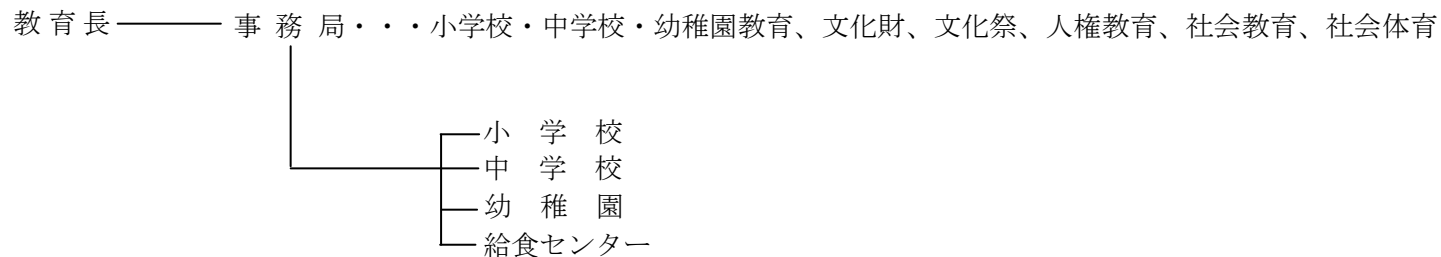 教育長 事務局・・・小学校・中学校・幼稚園教育、文化財、文化祭、人権教育、社会教育、社会体育
小学校
中学校
幼稚園
給食センター